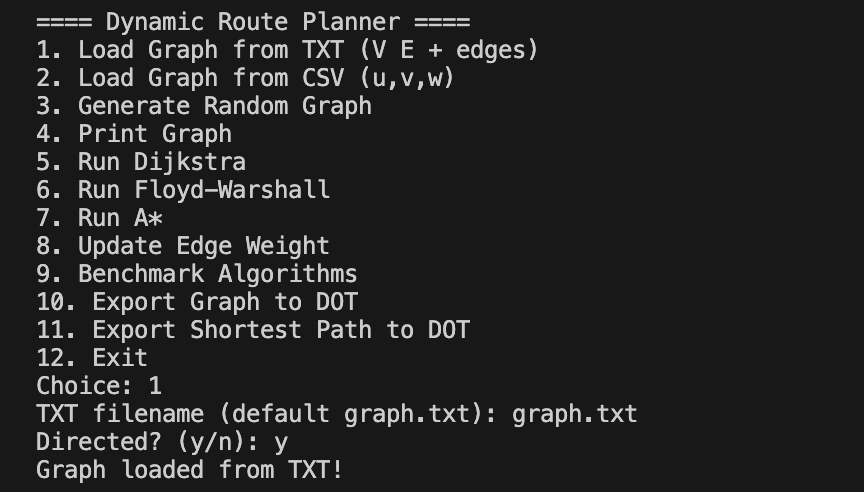 ==== Dynamic Route Planner ====
1. Load Graph from TXT (V E + edges)
2. Load Graph from CSV (u,v,w)
3. Generate Random Graph
4. Print Graph
5. Run Dijkstra
6. Run Floyd-Warshall
7. Run A*
8. Update Edge Weight
9. Benchmark Algorithms
10. Export Graph to DOT
11. Export Shortest Path to DOT
12. Exit
Choice: 1
TXT filename (default graph.txt): graph.txt
Directed? (y/n): y
Graph loaded from TXT!